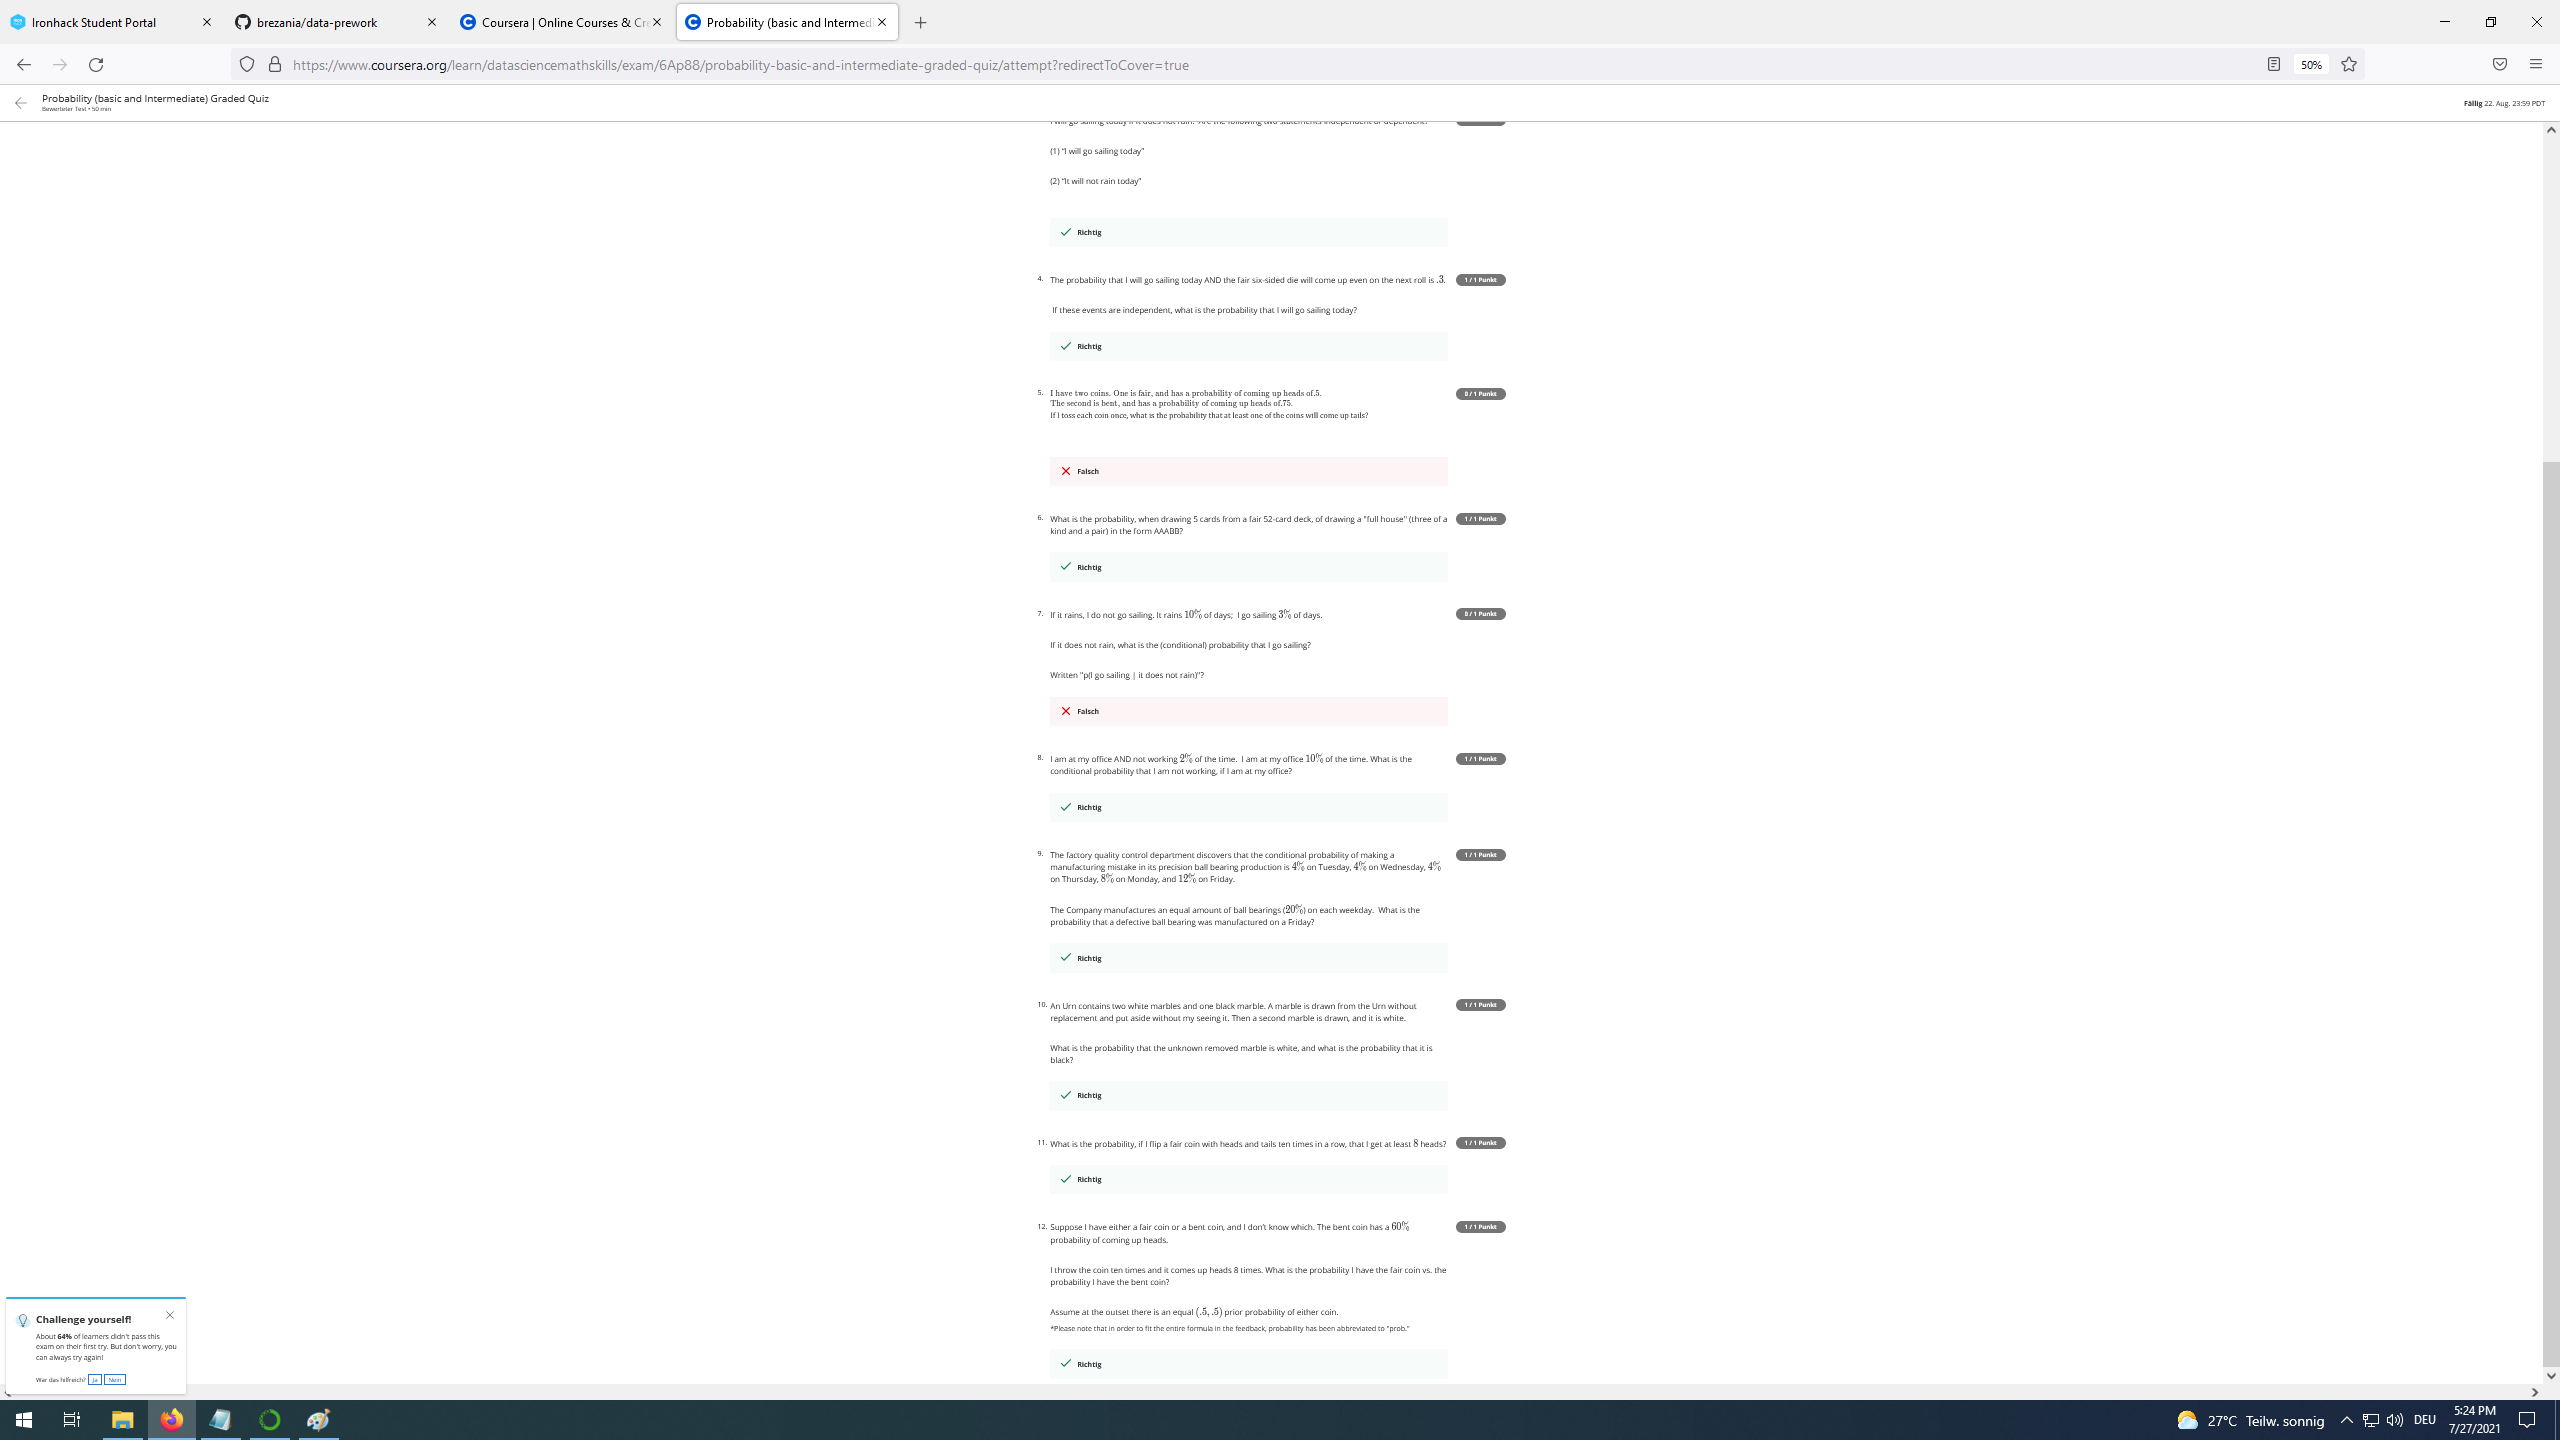 Ironhack Student Portal
brezania/data-prework
Coursera | Online Courses & Cre
Probability (basic and Intermedi
https://www.coursera.org/learn/datasciencemathskills/exam/6Ap88/probability-basic-and-intermediate-graded-quiz/attempt?redirectToCover=true
50%
Probability (basic and Intermediate) Graded Quiz
Bewerteter Test • 50 min
Fällig 22. Aug. 23:59 PDT
I will go sailing today if it does not rain. Are the following two statements independent or dependent?
(1) "I will go sailing today"
(2) "It will not rain today"
Richtig
4. The probability that I will go sailing today AND the fair six-sided die will come up even on the next roll is .3.
1 / 1 Punkt
If these events are independent, what is the probability that I will go sailing today?
Richtig
5. I have two coins. One is fair, and has a probability of coming up heads of.5.
0 / 1 Punkt
The second is bent, and has a probability of coming up heads of.75.
If I toss each coin once, what is the probability that at least one of the coins will come up tails?
Falsch
6. What is the probability, when drawing 5 cards from a fair 52-card deck, of drawing a "full house" (three of a
1 / 1 Punkt
kind and a pair) in the form AAABB?
Richtig
7. If it rains, I do not go sailing. It rains 10% of days; I go sailing 3% of days.
0 / 1 Punkt
If it does not rain, what is the (conditional) probability that I go sailing?
Written "p(I go sailing | it does not rain)"?
Falsch
8. I am at my office AND not working 2% of the time. I am at my office 10% of the time. What is the
1 / 1 Punkt
conditional probability that I am not working, if I am at my office?
Richtig
9. The factory quality control department discovers that the conditional probability of making a
1 / 1 Punkt
manufacturing mistake in its precision ball bearing production is 4% on Tuesday, 4% on Wednesday, 4%
on Thursday, 8% on Monday, and 12% on Friday.
The Company manufactures an equal amount of ball bearings (20%) on each weekday. What is the
probability that a defective ball bearing was manufactured on a Friday?
Richtig
10. An Urn contains two white marbles and one black marble. A marble is drawn from the Urn without
1 / 1 Punkt
replacement and put aside without my seeing it. Then a second marble is drawn, and it is white.
What is the probability that the unknown removed marble is white, and what is the probability that it is
black?
Richtig
11. What is the probability, if I flip a fair coin with heads and tails ten times in a row, that I get at least 8 heads?
1 / 1 Punkt
Richtig
12. Suppose I have either a fair coin or a bent coin, and I don't know which. The bent coin has a 60%
1 / 1 Punkt
probability of coming up heads.
I throw the coin ten times and it comes up heads 8 times. What is the probability I have the fair coin vs. the
probability I have the bent coin?
Assume at the outset there is an equal (.5, .5) prior probability of either coin.
*Please note that in order to fit the entire formula in the feedback, probability has been abbreviated to "prob."
Richtig
Challenge yourself!
About 64% of learners didn't pass this
exam on their first try. But don't worry, you
can always try again!
War das hilfreich? Ja Nein
27°C Teilw. sonnig
DEU
5:24 PM
7/27/2021